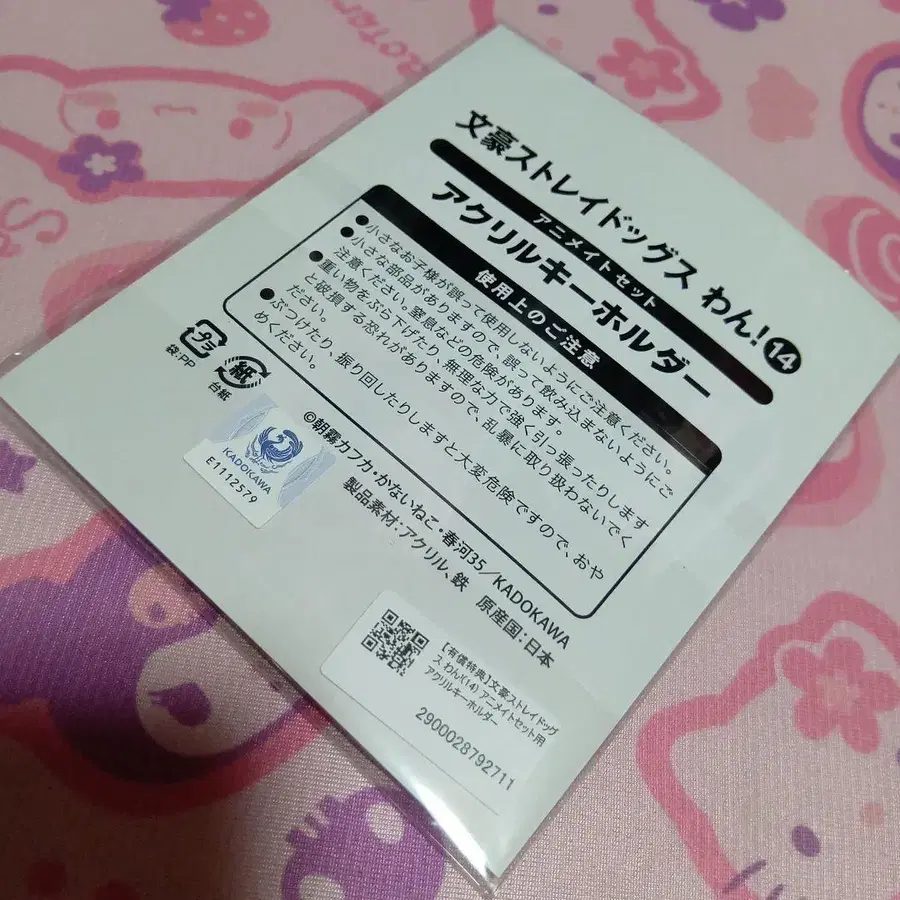 文豪ストレイドッグス わん!⑭
アニメイトセット
アクリルキーホルダー
使用上のご注意
●小さなお子様が誤って使用しないようにご注意ください。
●小さな部品がありますので、誤って飲み込まないようにご
注意ください。窒息などの危険があります。
●重い物をぶら下げたり、無理な力で強く引っ張ったりします
と破損する恐れがありますので、乱暴に取り扱わないでく
ださい。
●ぶつけたり、振り回したりしますと大変危険ですので、おや
めください。
プラ
袋:PP
紙
台紙
KADOKAWA
E1112579
©朝霧カフカ・かないねこ・春河35/KADOKAWA
製品素材:アクリル、鉄 原産国:日本
【有償特典】文豪ストレイドッグ
ス わん!(14) アニメイトセット用
アクリルキーホルダー
2900028792711